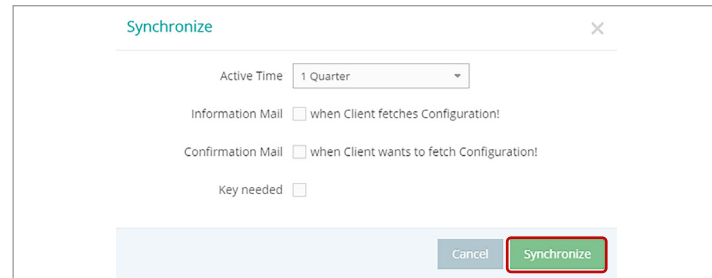 Synchronize
Active Time 1 Quarter
Information Mail when Client fetches Configuration!
Confirmation Mail when Client wants to fetch Configuration!
Key needed
Cancel Synchronize